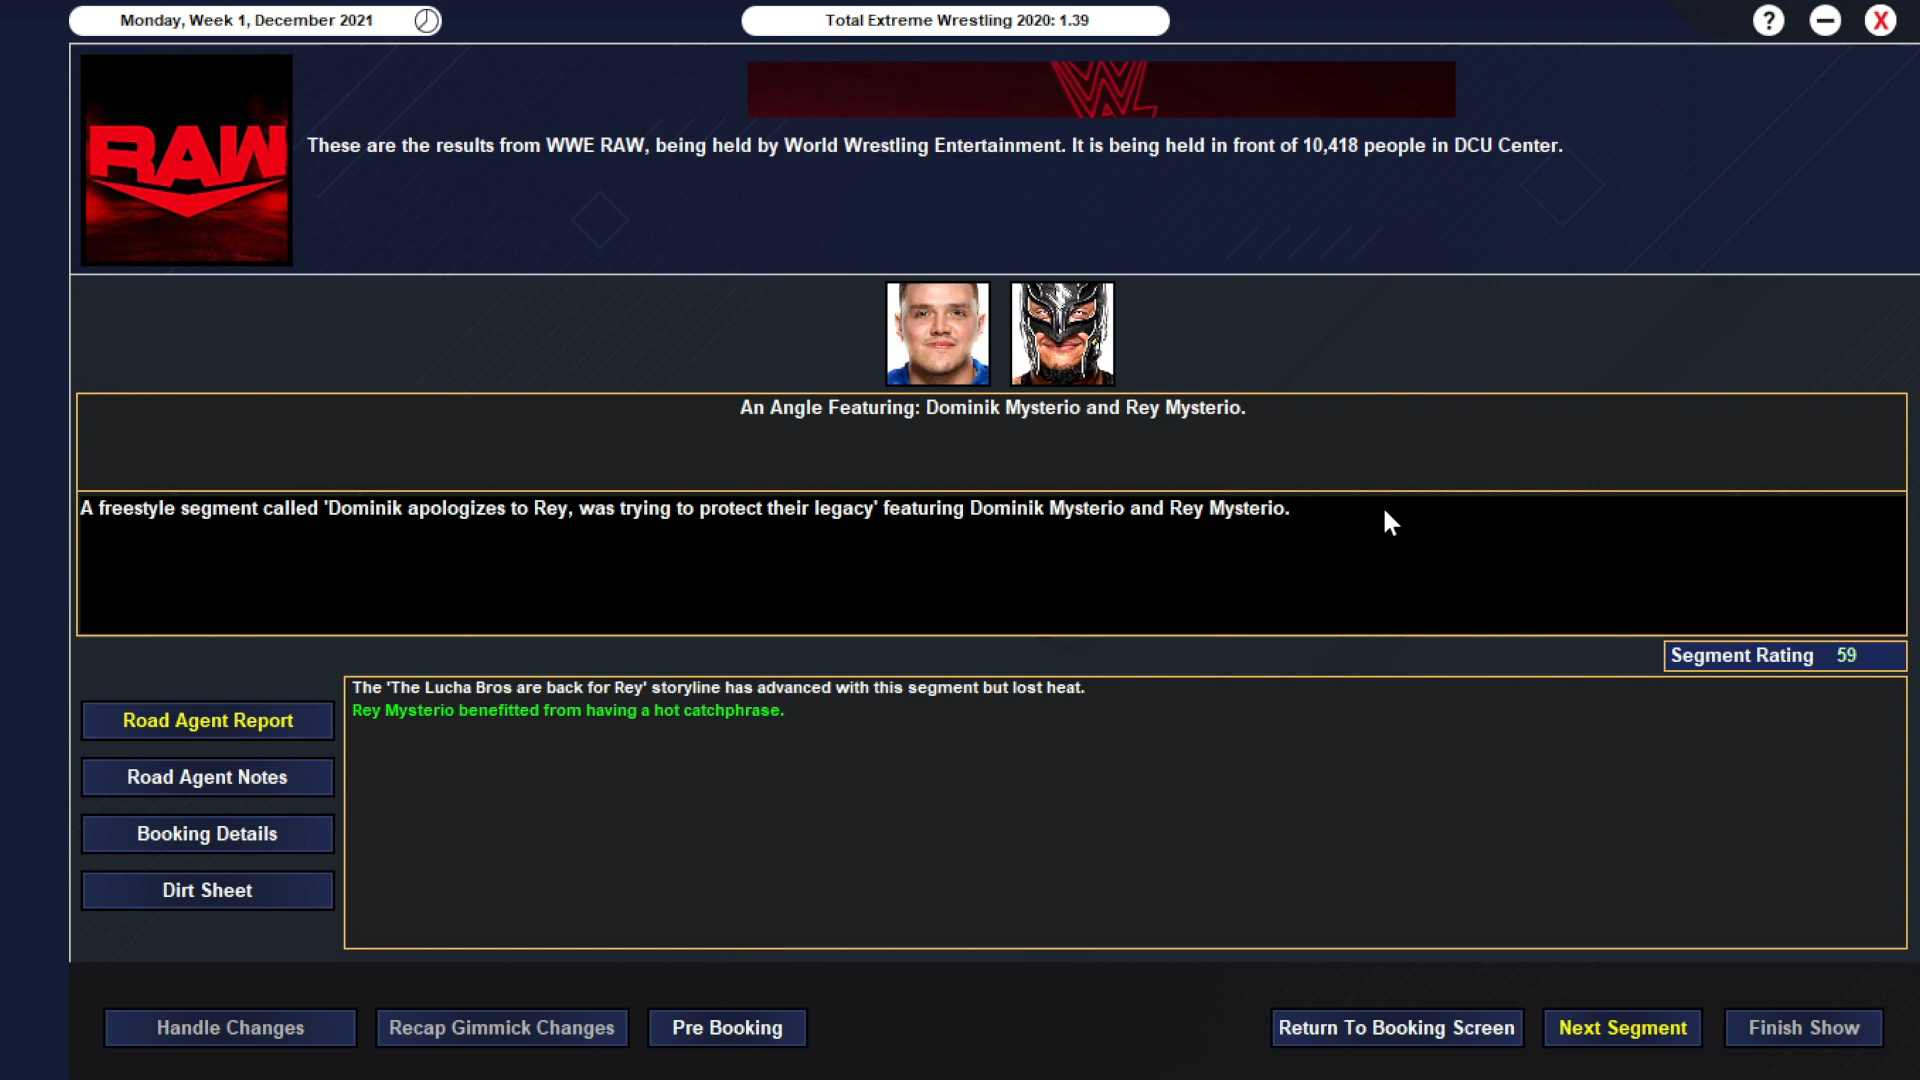 Monday, Week 1, December 2021
Total Extreme Wrestling 2020: 1.39
?
X
RAW
These are the results from WWE RAW, being held by World Wrestling Entertainment. It is being held in front of 10,418 people in DCU Center.
An Angle Featuring: Dominik Mysterio and Rey Mysterio.
A freestyle segment called 'Dominik apologizes to Rey, was trying to protect their legacy' featuring Dominik Mysterio and Rey Mysterio.
Segment Rating 59
The 'The Lucha Bros are back for Rey' storyline has advanced with this segment but lost heat.
Rey Mysterio benefitted from having a hot catchphrase.
Road Agent Report
Road Agent Notes
Booking Details
Dirt Sheet
Handle Changes
Recap Gimmick Changes
Pre Booking
Return To Booking Screen
Next Segment
Finish Show